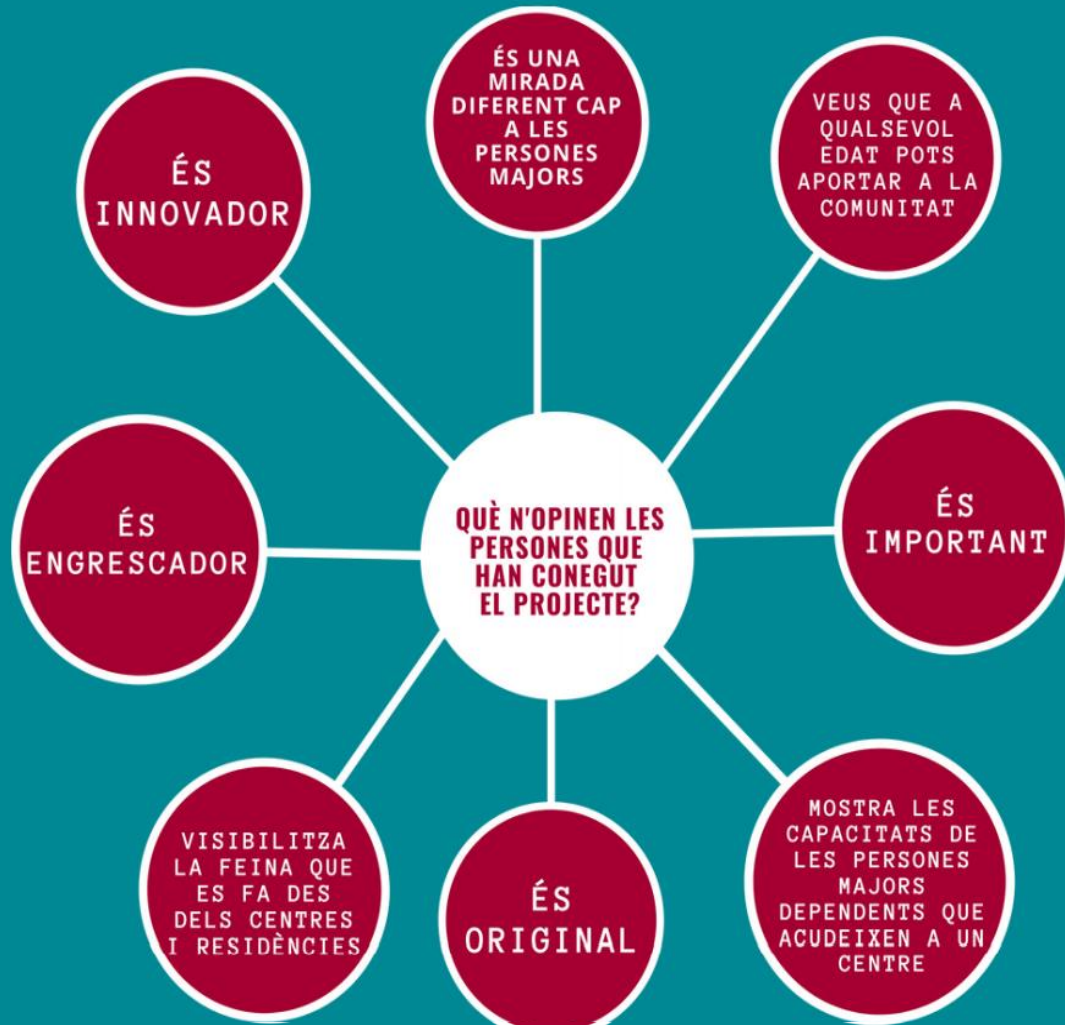 ÉS UNA
MIRADA
DIFERENT CAP
A LES
PERSONES
MAJORS
VEUS QUE A
QUALSEVOL
EDAT POTS
APORTAR A LA
COMUNITAT
ÉS
INNOVADOR
ÉS
IMPORTANT
QUÈ N'OPINEN LES
PERSONES QUE
HAN CONEGUT
EL PROJECTE?
ÉS
ENGRESCADOR
VISIBILITZA
LA FEINA QUE
ES FA DES
DELS CENTRES
I RESIDÈNCIES
ÉS
ORIGINAL
MOSTRA LES
CAPACITATS DE
LES PERSONES
MAJORS
DEPENDENTS QUE
ACUDEIXEN A UN
CENTRE